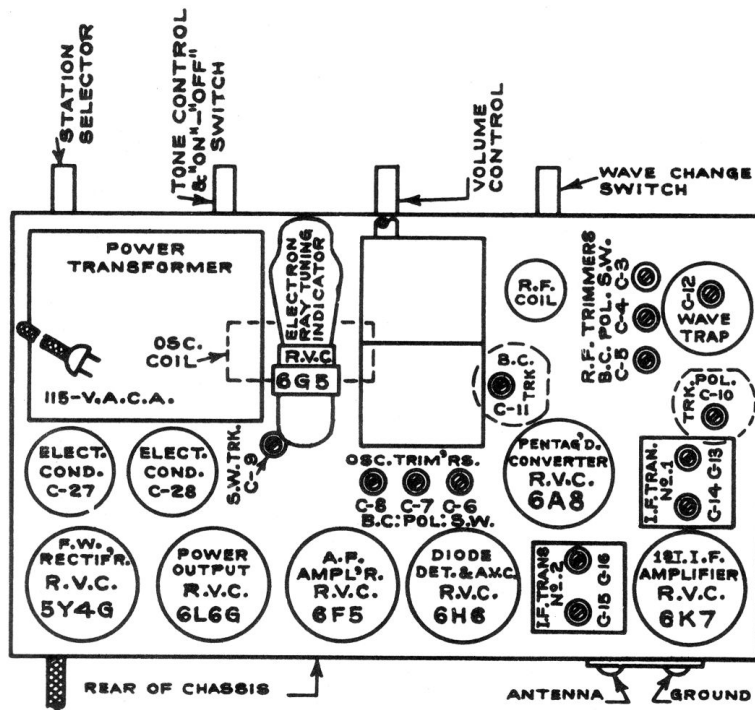 STATION
SELECTOR
TONE CONTROL
& "ON"-"OFF"
SWITCH
VOLUME
CONTROL
WAVE CHANGE
SWITCH
POWER
TRANSFORMER
115-V.A.C.A.
OSC.
COIL
ELECTRON
RAY TUNING
INDICATOR
R.V.C.
6G5
R.F.
COIL
R.F. TRIMMERS
B.C. POL. S.W.
C-5 C-4 C-3
C-12
WAVE
TRAP
B.C.
TRK.
C-11
TRK. POL.
C-10
S.W. TRK.
C-9
ELECT.
COND.
C-27
ELECT.
COND.
C-28
OSC. TRIM'RS.
C-8 C-7 C-6
B.C: POL: S.W.
PENTAG'D.
CONVERTER
R.V.C.
6A8
I.F. TRAN.
No.1
C-14 C-13
F.W.
RECTIF'R.
R.V.C.
5Y4G
POWER
OUTPUT
R.V.C.
6L6G
A.F.
AMPL'R.
R.V.C.
6F5
DIODE
DET. & A.V.C.
R.V.C.
6H6
I.F. TRANS
No.2
C-15 C-16
1ST. I.F.
AMPLIFIER
R.V.C.
6K7
REAR OF CHASSIS
ANTENNA
GROUND